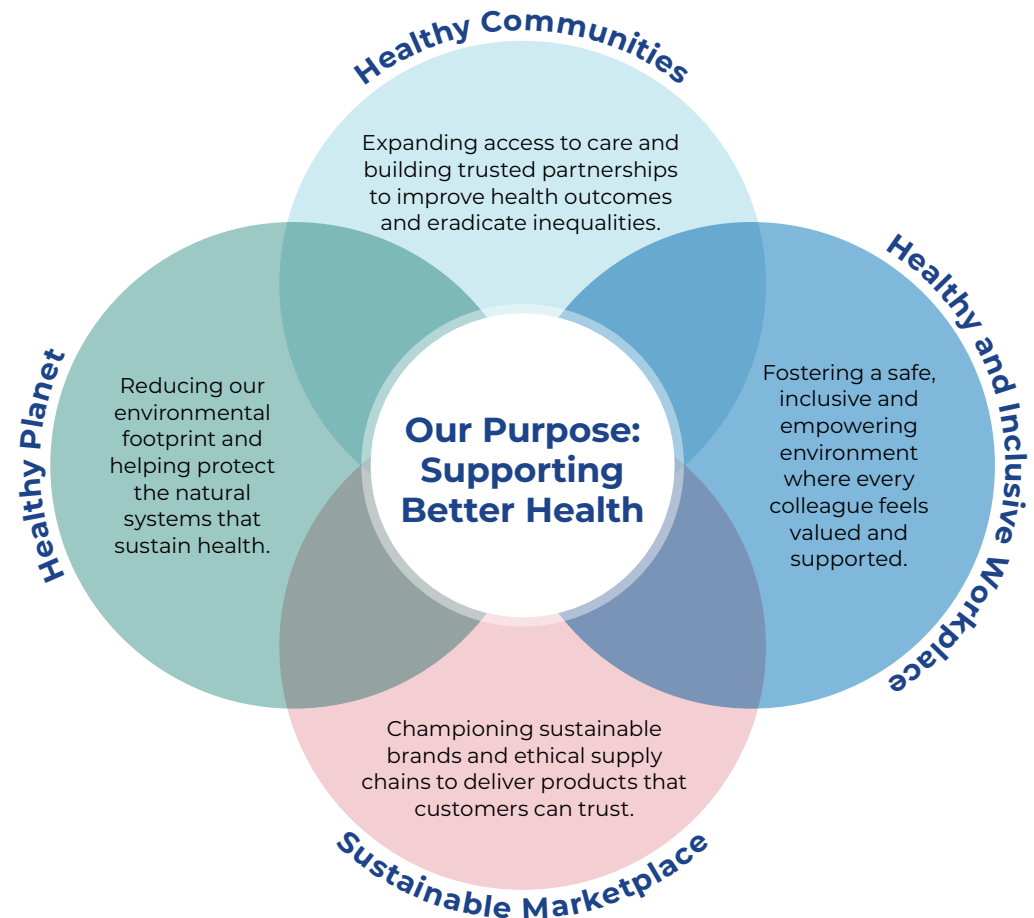 Healthy Communities
Expanding access to care and
building trusted partnerships
to improve health outcomes
and eradicate inequalities.
Healthy Planet
Reducing our
environmental
footprint and
helping protect
the natural
systems that
sustain health.
Our Purpose:
Supporting
Better Health
Healthy and Inclusive Workplace
Fostering a safe,
inclusive and
empowering
environment
where every
colleague feels
valued and
supported.
Championing sustainable
brands and ethical supply
chains to deliver products that
customers can trust.
Sustainable Marketplace